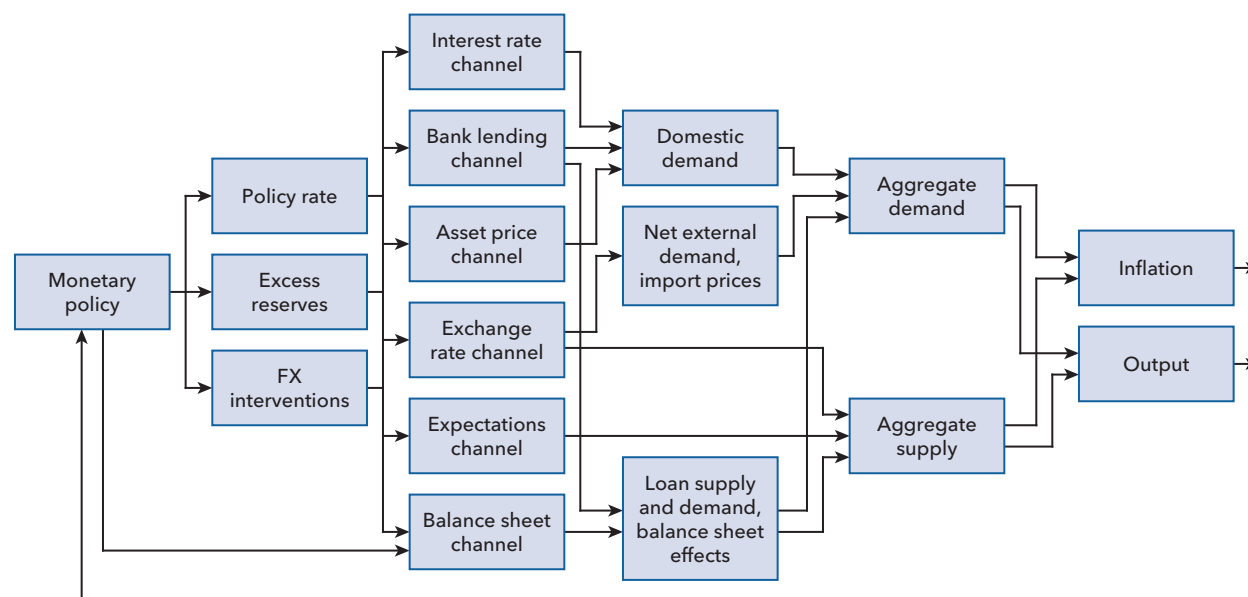 Monetary
policy
Policy rate
Excess
reserves
FX
interventions
Interest rate
channel
Bank lending
channel
Asset price
channel
Exchange
rate channel
Expectations
channel
Balance sheet
channel
Domestic
demand
Net external
demand,
import prices
Loan supply
and demand,
balance sheet
effects
Aggregate
demand
Aggregate
supply
Inflation
Output